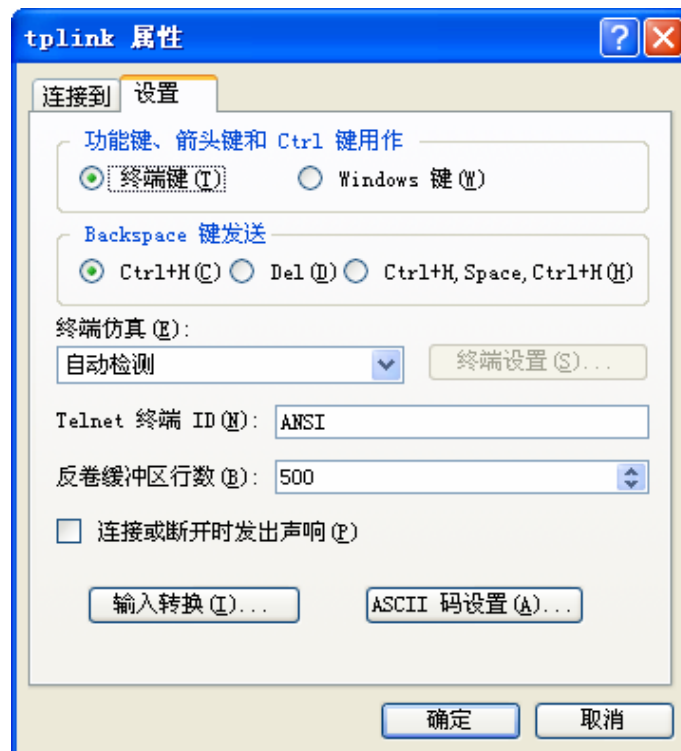 tplink 属性
连接到 设置
功能键、箭头键和 Ctrl 键用作
终端键(T) Windows 键(W)
Backspace 键发送
Ctrl+H(C) Del(D) Ctrl+H,Space,Ctrl+H(H)
终端仿真(E):
自动检测 终端设置(S)...
Telnet 终端 ID(N): ANSI
反卷缓冲区行数(B): 500
连接或断开时发出声响(P)
输入转换(I)... ASCII 码设置(A)...
确定 取消